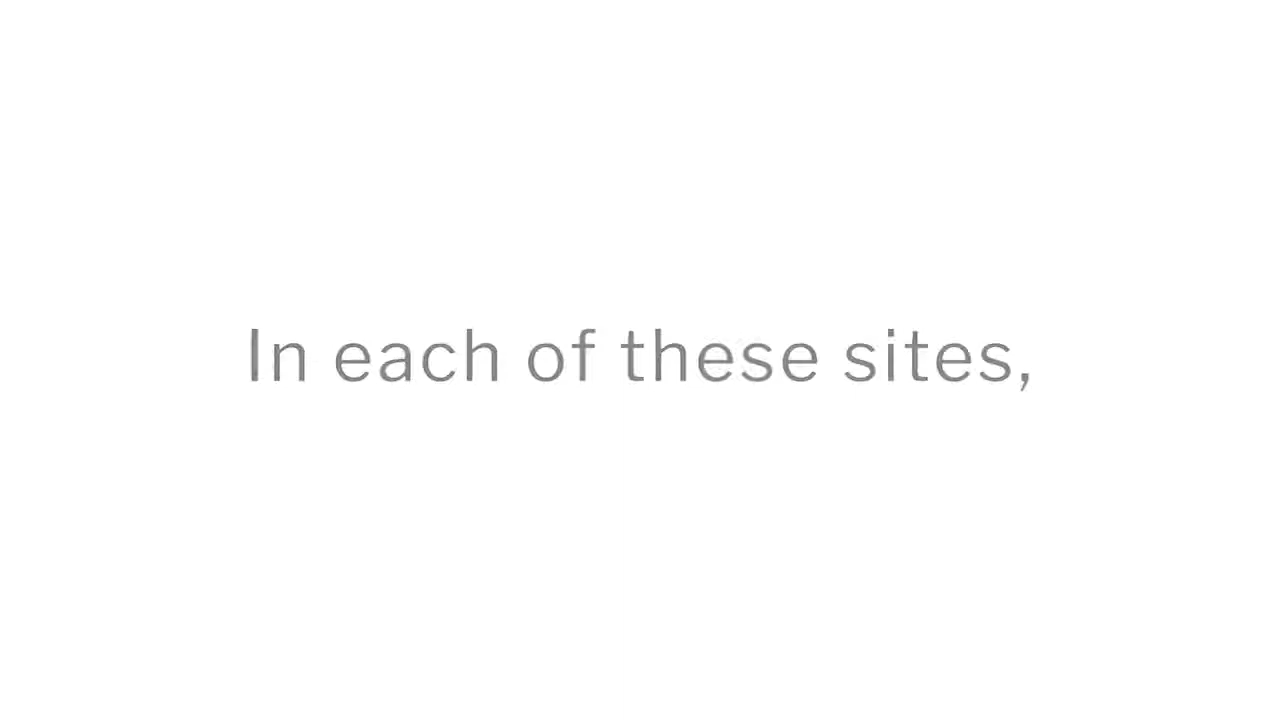 In each of these sites,